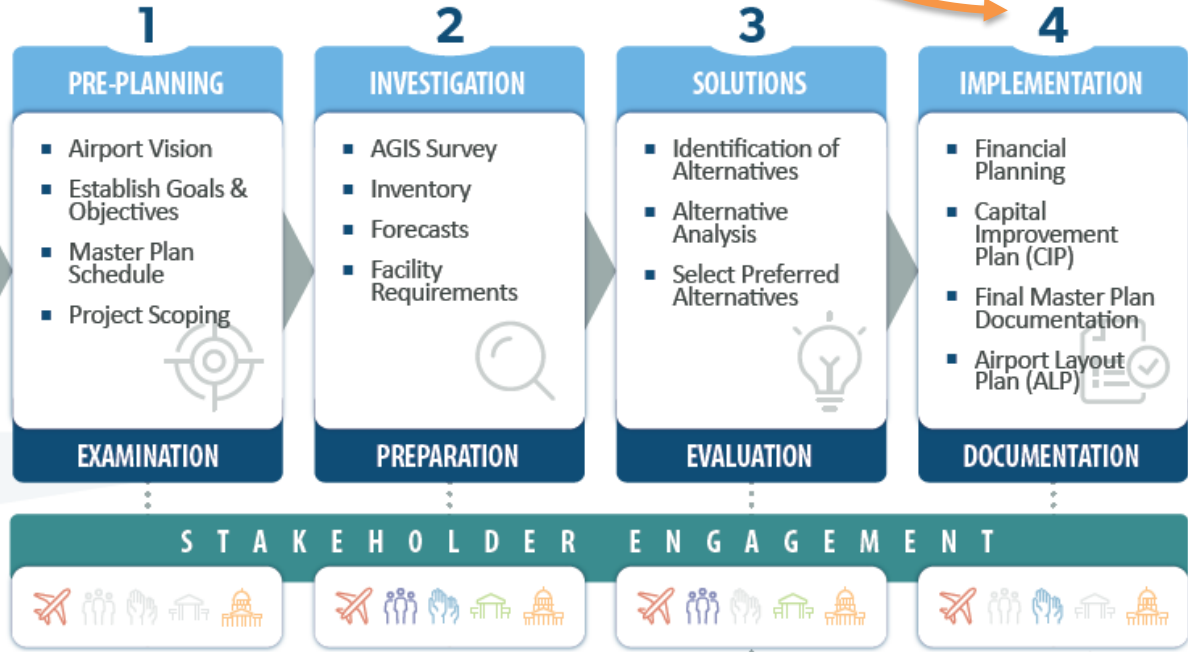 1
PRE-PLANNING
Airport Vision
Establish Goals &
Objectives
Master Plan
Schedule
Project Scoping
EXAMINATION
2
INVESTIGATION
AGIS Survey
Inventory
Forecasts
Facility
Requirements
PREPARATION
3
SOLUTIONS
Identification of
Alternatives
Alternative
Analysis
Select Preferred
Alternatives
EVALUATION
4
IMPLEMENTATION
Financial
Planning
Capital
Improvement
Plan (CIP)
Final Master Plan
Documentation
Airport Layout
Plan (ALP)
DOCUMENTATION
STAKEHOLDER ENGAGEMENT